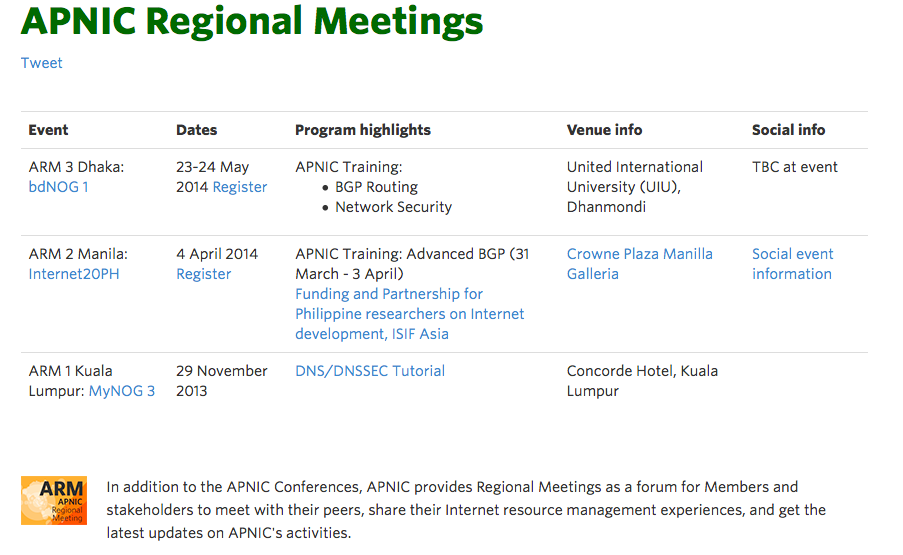 APNIC Regional Meetings
Tweet
Event Dates Program highlights Venue info Social info
ARM 3 Dhaka:
bdNOG 1
23-24 May
2014 Register
APNIC Training:
• BGP Routing
• Network Security
United International
University (UIU),
Dhanmondi
TBC at event
ARM 2 Manila:
Internet20PH
4 April 2014
Register
APNIC Training: Advanced BGP (31
March - 3 April)
Funding and Partnership for
Philippine researchers on Internet
development, ISIF Asia
Crowne Plaza Manilla
Galleria
Social event
information
ARM 1 Kuala
Lumpur: MyNOG 3
29 November
2013
DNS/DNSSEC Tutorial
Concorde Hotel, Kuala
Lumpur
ARM
APNIC
Regional
Meeting
In addition to the APNIC Conferences, APNIC provides Regional Meetings as a forum for Members and
stakeholders to meet with their peers, share their Internet resource management experiences, and get the
latest updates on APNIC's activities.